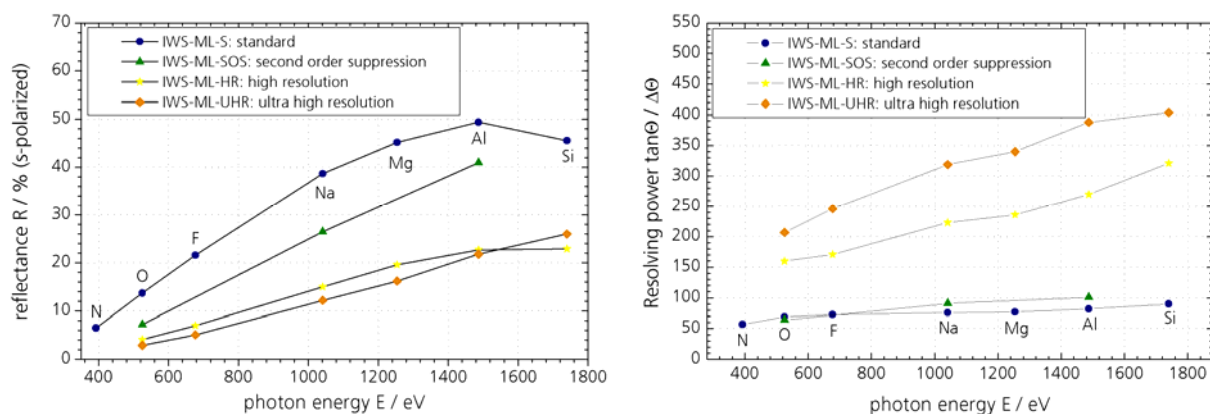 reflectance R / % (s-polarized)
70
60
50
40
30
20
10
0
IWS-ML-S: standard
IWS-ML-SOS: second order suppression
IWS-ML-HR: high resolution
IWS-ML-UHR: ultra high resolution
N
O
F
Na
Mg
Al
Si
400 600 800 1000 1200 1400 1600 1800
photon energy E / eV
Resolving power tanΘ / ΔΘ
550
500
450
400
350
300
250
200
150
100
50
0
IWS-ML-S: standard
IWS-ML-SOS: second order suppression
IWS-ML-HR: high resolution
IWS-ML-UHR: ultra high resolution
N O F Na Mg Al Si
400 600 800 1000 1200 1400 1600 1800
photon energy E / eV